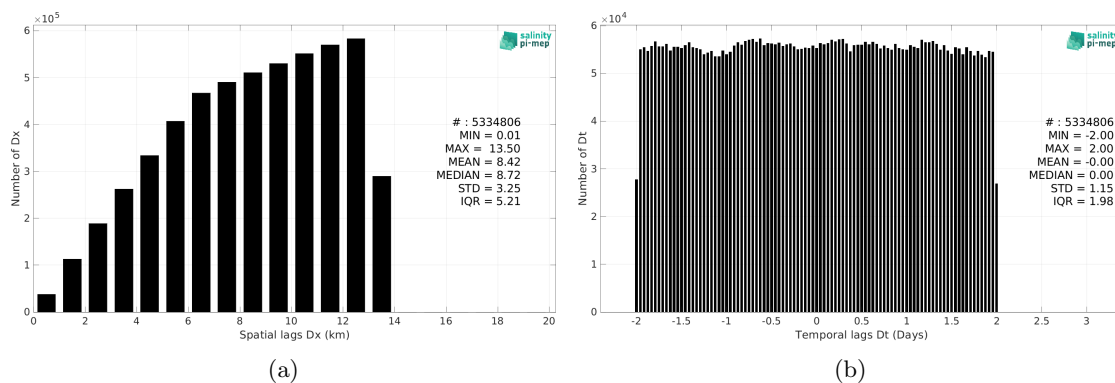 ×10⁵
6
5
4
3
2
1
0
Number of Dx
salinity
pi-mep
# : 5334806
MIN = 0.01
MAX = 13.50
MEAN = 8.42
MEDIAN = 8.72
STD = 3.25
IQR = 5.21
0 2 4 6 8 10 12 14 16 18 20
Spatial lags Dx (km)
(a)
×10⁴
6
5
4
3
2
1
0
Number of Dt
salinity
pi-mep
# : 5334806
MIN = -2.00
MAX = 2.00
MEAN = -0.00
MEDIAN = 0.00
STD = 1.15
IQR = 1.98
-2 -1.5 -1 -0.5 0 0.5 1 1.5 2 2.5 3
Temporal lags Dt (Days)
(b)